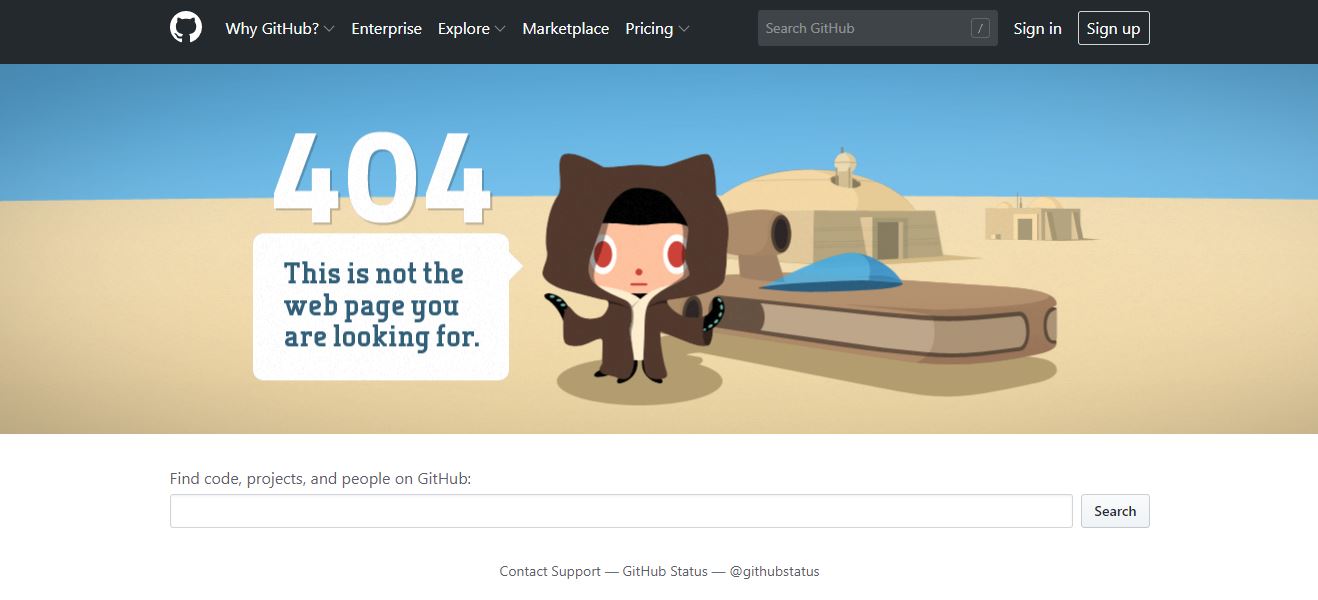 Why GitHub? Enterprise Explore Marketplace Pricing Search GitHub / Sign in Sign up
404
This is not the
web page you
are looking for.
Find code, projects, and people on GitHub:
Search
Contact Support — GitHub Status — @githubstatus